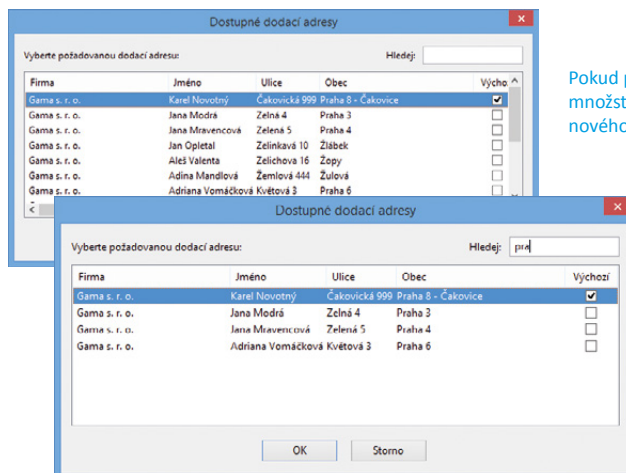 Dostupné dodací adresy
Vyberte požadovanou dodací adresu: Hledej:
Firma Jméno Ulice Obec Výcho
Gama s. r. o. Karel Novotný Čakovická 999 Praha 8 - Čakovice
Gama s. r. o. Jana Modrá Zelná 4 Praha 3
Gama s. r. o. Jana Mravencová Zelená 5 Praha 4
Gama s. r. o. Jan Opletal Zelinkavá 10 Žlábek
Gama s. r. o. Aleš Valenta Zelichova 16 Žopy
Gama s. r. o. Adina Mandlová Žemlová 444 Žulová
Gama s. r. o. Adriana Vomáčková Květová 3 Praha 6
Pokud
množst
nového
Dostupné dodací adresy
Vyberte požadovanou dodací adresu: Hledej: pra
Firma Jméno Ulice Obec Výchozí
Gama s. r. o. Karel Novotný Čakovická 999 Praha 8 - Čakovice
Gama s. r. o. Jana Modrá Zelná 4 Praha 3
Gama s. r. o. Jana Mravencová Zelená 5 Praha 4
Gama s. r. o. Adriana Vomáčková Květová 3 Praha 6
OK Storno